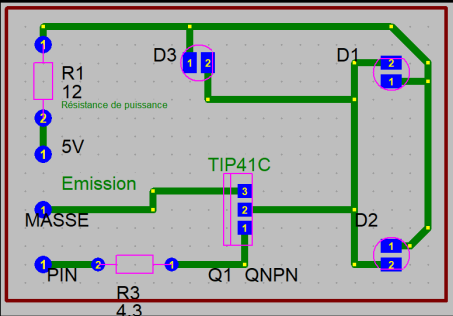 1
D3
D1
1 2
2
R1
12
1
Résistance de puissance
2
5V
1
TIP41C
Emission
3
1
2
MASSE
D2
1
1
1
2
1
2
PIN
Q1
QNPN
R3
4.3